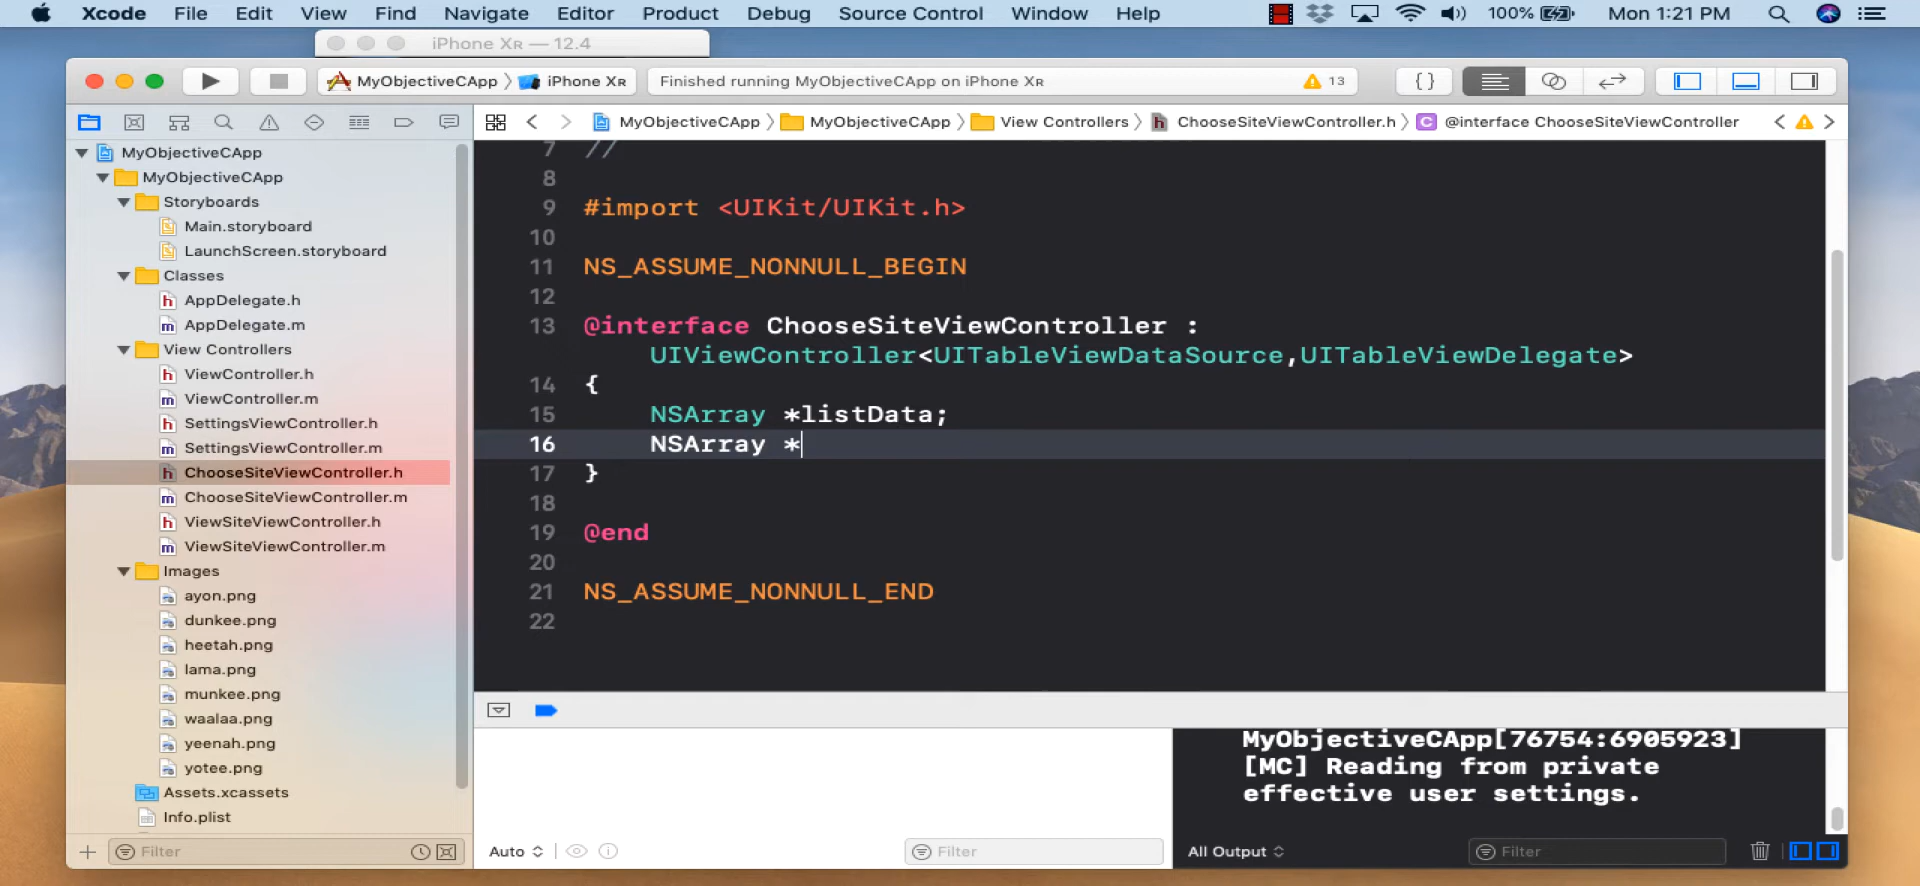 Xcode File Edit View Find Navigate Editor Product Debug Source Control Window Help 100% Mon 1:21 PM
iPhone XR — 12.4
MyObjectiveCApp iPhone XR Finished running MyObjectiveCApp on iPhone XR 13 { }
MyObjectiveCApp MyObjectiveCApp View Controllers h ChooseSiteViewController.h C @interface ChooseSiteViewController
MyObjectiveCApp
MyObjectiveCApp
Storyboards
Main.storyboard
LaunchScreen.storyboard
Classes
h AppDelegate.h
m AppDelegate.m
View Controllers
h ViewController.h
m ViewController.m
h SettingsViewController.h
m SettingsViewController.m
h ChooseSiteViewController.h
m ChooseSiteViewController.m
h ViewSiteViewController.h
m ViewSiteViewController.m
Images
ayon.png
dunkee.png
heetah.png
lama.png
munkee.png
waalaa.png
yeenah.png
yotee.png
Assets.xcassets
Info.plist
Filter
7 //
8
9 #import <UIKit/UIKit.h>
10
11 NS_ASSUME_NONNULL_BEGIN
12
13 @interface ChooseSiteViewController :
UIViewController<UITableViewDataSource,UITableViewDelegate>
14 {
15 NSArray *listData;
16 NSArray *
17 }
18
19 @end
20
21 NS_ASSUME_NONNULL_END
22
Auto Filter
MyObjectiveCApp[76754:6905923]
[MC] Reading from private
effective user settings.
All Output Filter